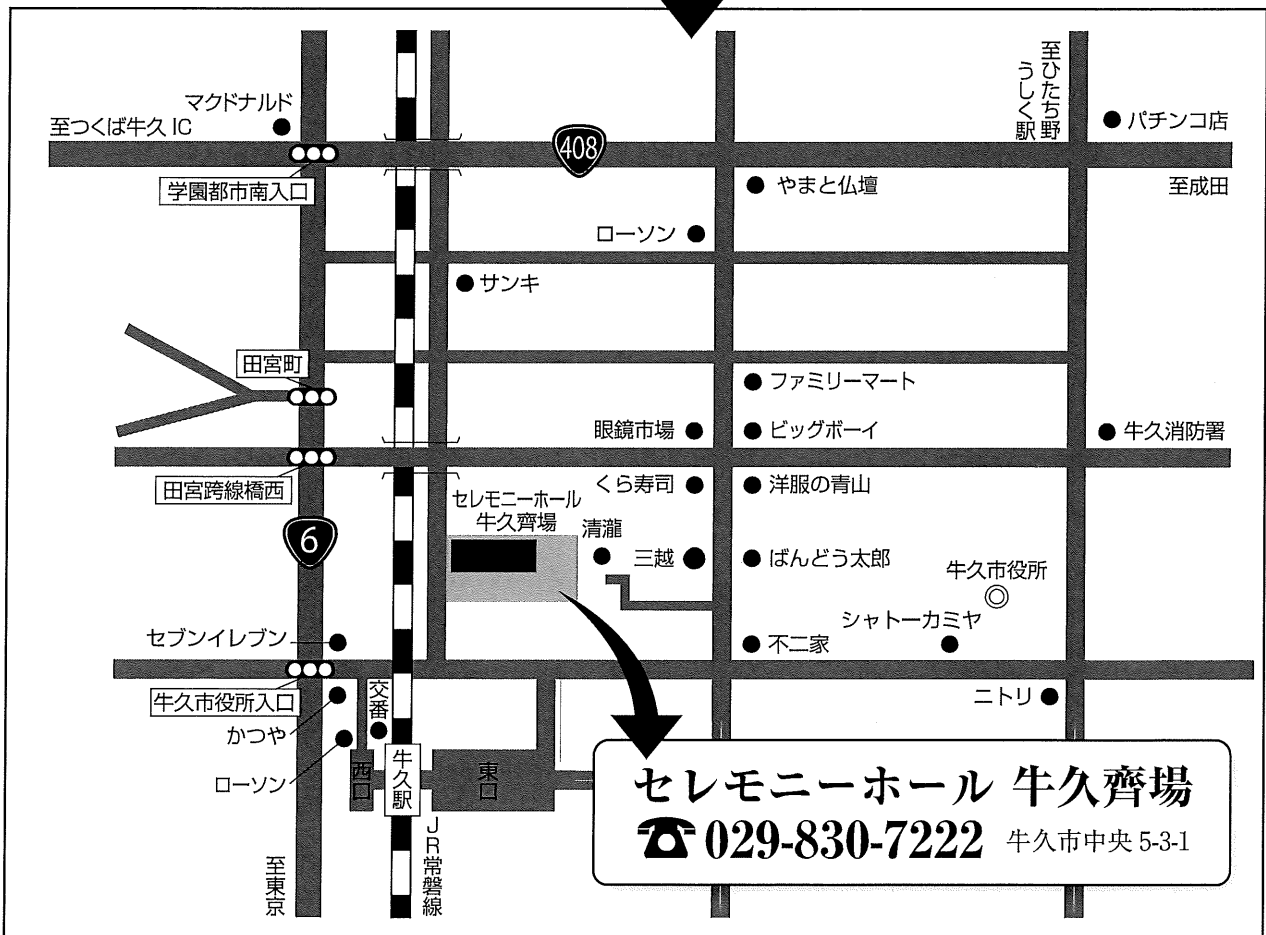 至ひたち野
うしく駅
マクドナルド
至つくば牛久 IC
パチンコ店
408
学園都市南入口
やまと仏壇
至成田
ローソン
サンキ
田宮町
ファミリーマート
眼鏡市場
ビッグボーイ
牛久消防署
田宮跨線橋西
くら寿司
洋服の青山
セレモニーホール
牛久齊場
清瀧
6
三越
ばんどう太郎
牛久市役所
シャトーカミヤ
セブンイレブン
不二家
牛久市役所入口
交番
ニトリ
かつや
ローソン
西口
牛久駅
東口
JR常磐線
至東京
セレモニーホール 牛久齊場
☎ 029-830-7222 牛久市中央 5-3-1